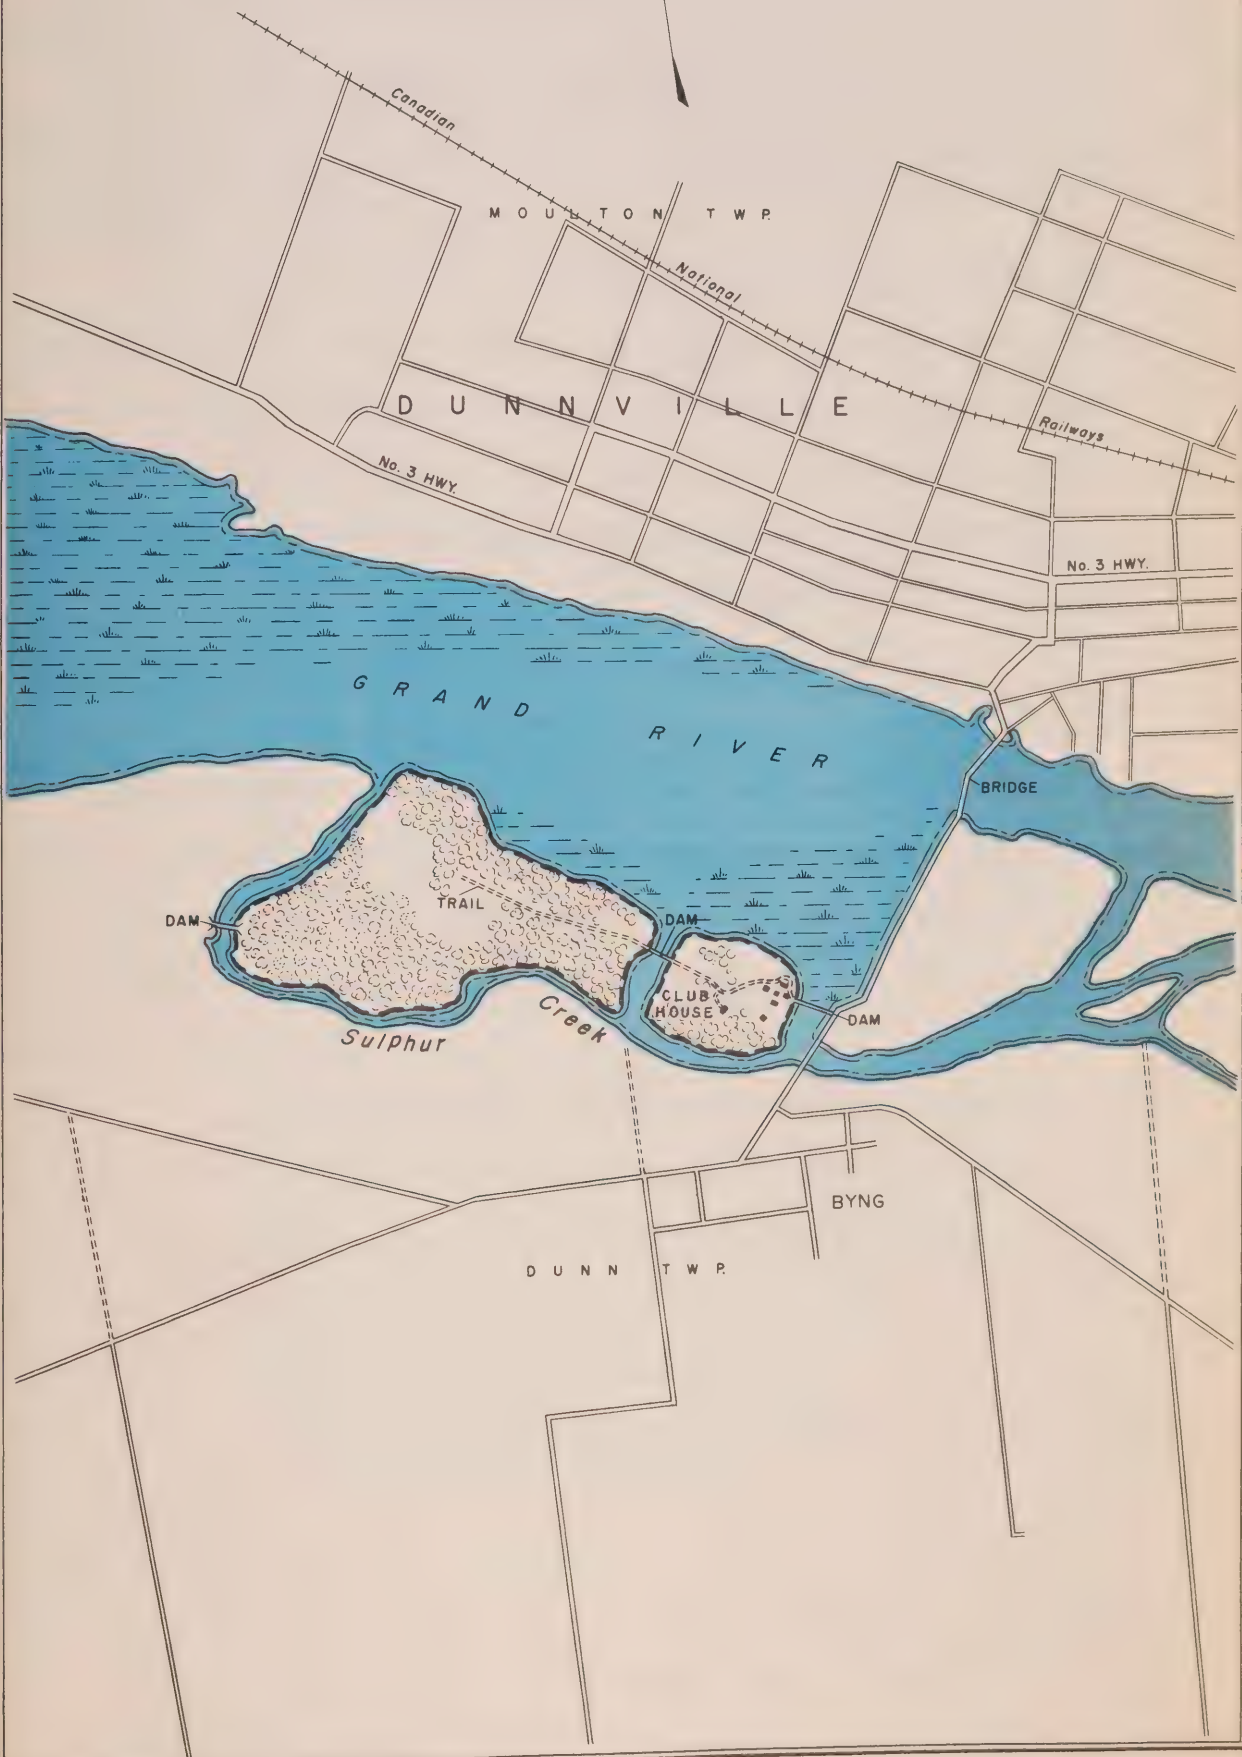 Canadian
MOULTON TWP.
National
DUNNVILLE
Railways
No. 3 HWY.
No. 3 HWY.
GRAND RIVER
BRIDGE
TRAIL
DAM
DAM
CLUB
HOUSE
DAM
Creek
Sulphur
BYNG
DUNN TWP.